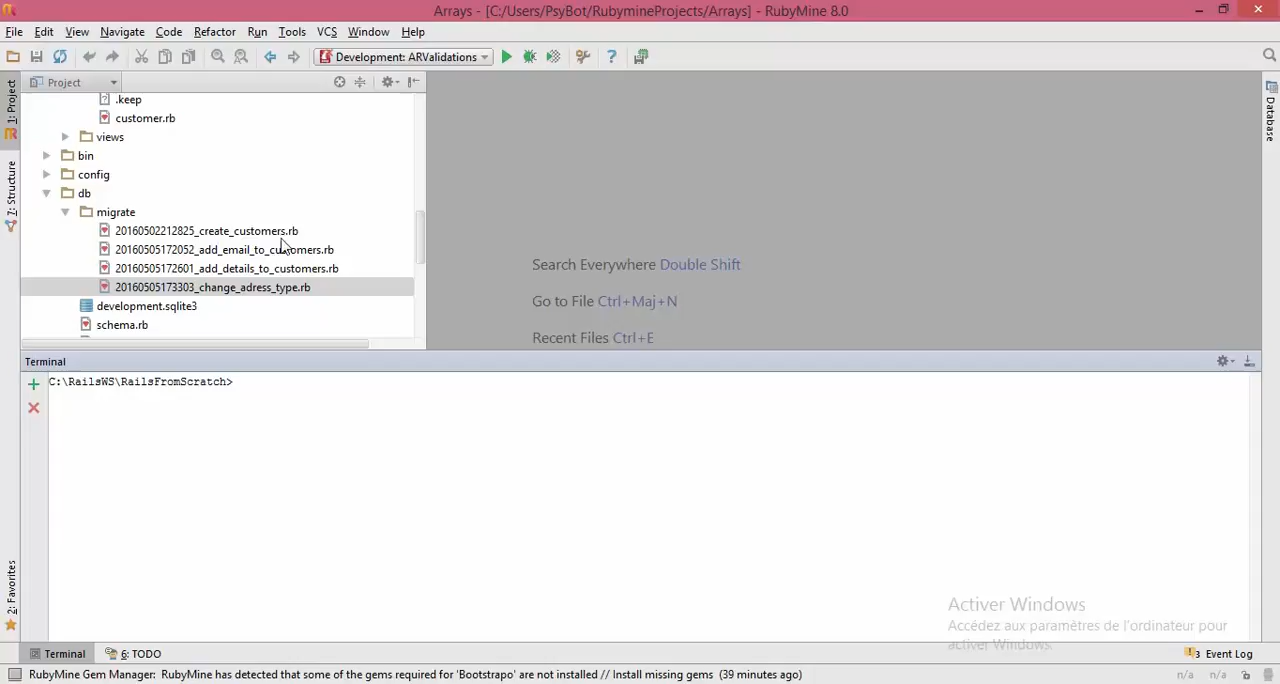 Arrays - [C:/Users/PsyBot/RubymineProjects/Arrays] - RubyMine 8.0
File Edit View Navigate Code Refactor Run Tools VCS Window Help
Development: ARValidations
Project
1: Project
7: Structure
2: Favorites
.keep
customer.rb
views
bin
config
db
migrate
20160502212825_create_customers.rb
20160505172052_add_email_to_customers.rb
20160505172601_add_details_to_customers.rb
20160505173303_change_adress_type.rb
development.sqlite3
schema.rb
Search Everywhere Double Shift
Go to File Ctrl+Maj+N
Recent Files Ctrl+E
Database
Terminal
C:\RailsWS\RailsFromScratch>
Activer Windows
Accédez aux paramètres de l'ordinateur pour
activer Windows.
Terminal 6: TODO 3 Event Log
RubyMine Gem Manager: RubyMine has detected that some of the gems required for 'Bootstrapo' are not installed // Install missing gems (39 minutes ago) n/a n/a